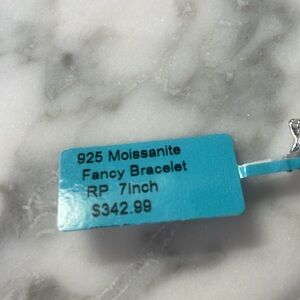 925 Moissanite
Fancy Bracelet
RP 7Inch
$342.99